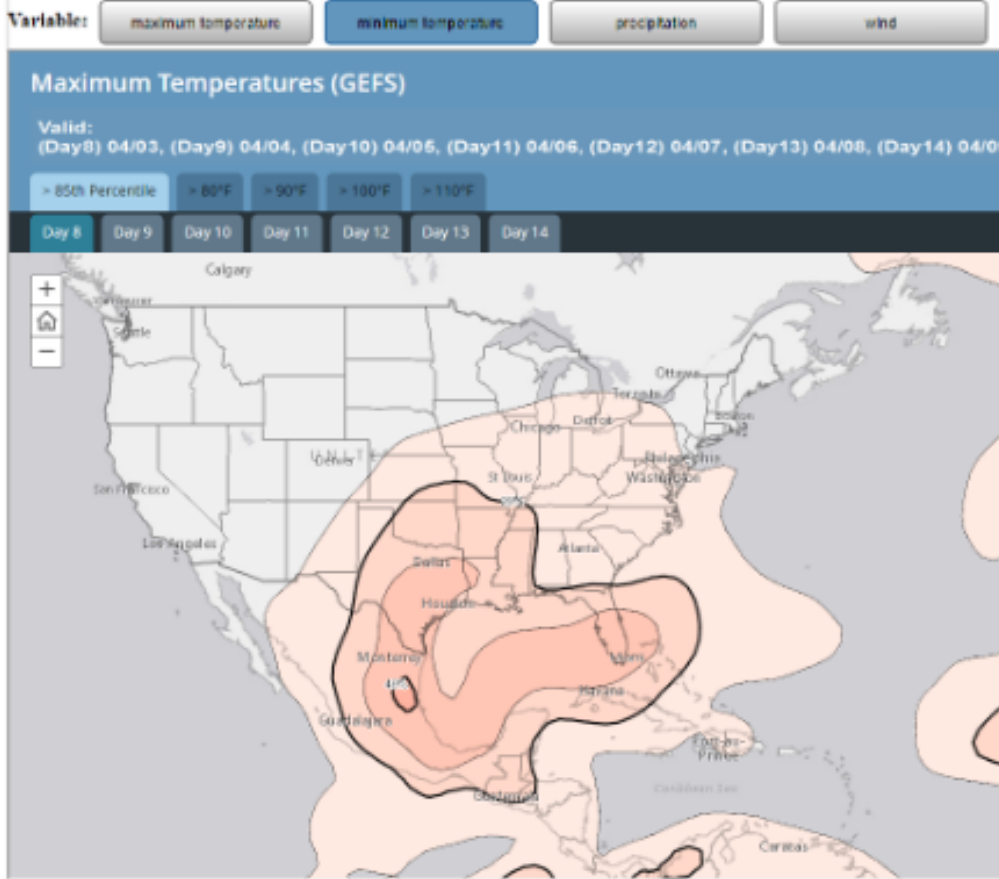 Variable: maximum temperature minimum temperature precipitation wind
Maximum Temperatures (GEFS)
Valid:
(Day8) 04/03, (Day9) 04/04, (Day10) 04/05, (Day11) 04/06, (Day12) 04/07, (Day13) 04/08, (Day14) 04/0
> 85th Percentile > 80°F > 90°F > 100°F > 110°F
Day 8 Day 9 Day 10 Day 11 Day 12 Day 13 Day 14
+
−
Calgary
Vancouver
Seattle
Ottawa
Toronto
Boston
Chicago Detroit
Denver
Philadelphia
St Louis
Washington
San Francisco
Los Angeles
Atlanta
Dallas
Houston
Monterrey
Miami
40%
Havana
Guadalajara
Port-au-
Prince
Caribbean Sea
Guatemala
Caracas